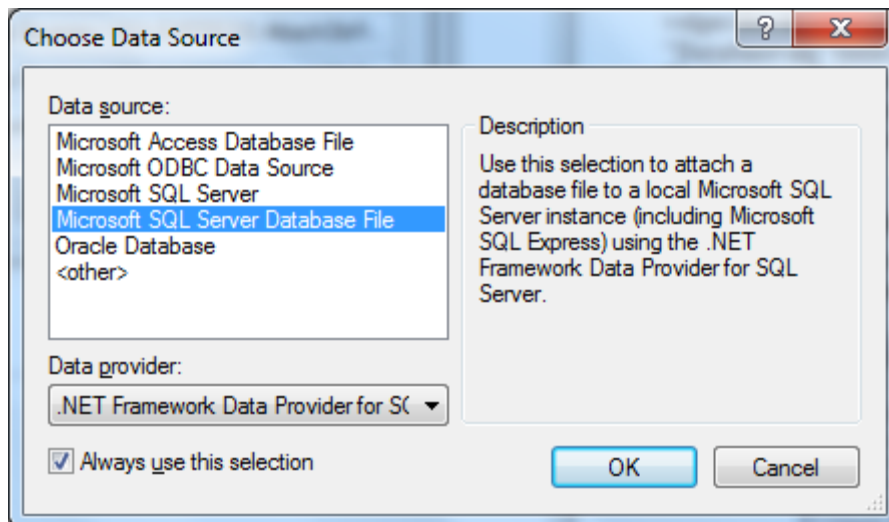 Choose Data Source
Data source:
Microsoft Access Database File
Microsoft ODBC Data Source
Microsoft SQL Server
Microsoft SQL Server Database File
Oracle Database
<other>
Description
Use this selection to attach a
database file to a local Microsoft SQL
Server instance (including Microsoft
SQL Express) using the .NET
Framework Data Provider for SQL
Server.
Data provider:
.NET Framework Data Provider for S
Always use this selection
OK
Cancel